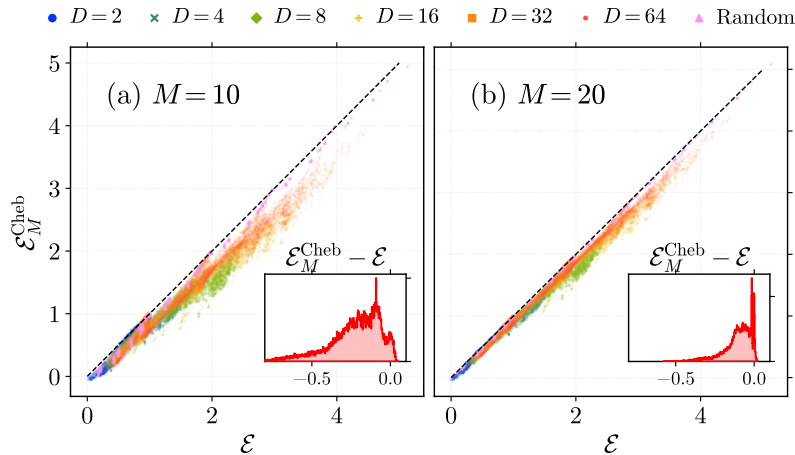 D = 2 D = 4 D = 8 D = 16 D = 32 D = 64 Random
(a) M = 10
(b) M = 20
5
4
3
2
1
0
ℰ_M^Cheb
ℰ_M^Cheb − ℰ
−0.5 0.0
ℰ_M^Cheb − ℰ
−0.5 0.0
0 2 4
0 2 4
ℰ
ℰ